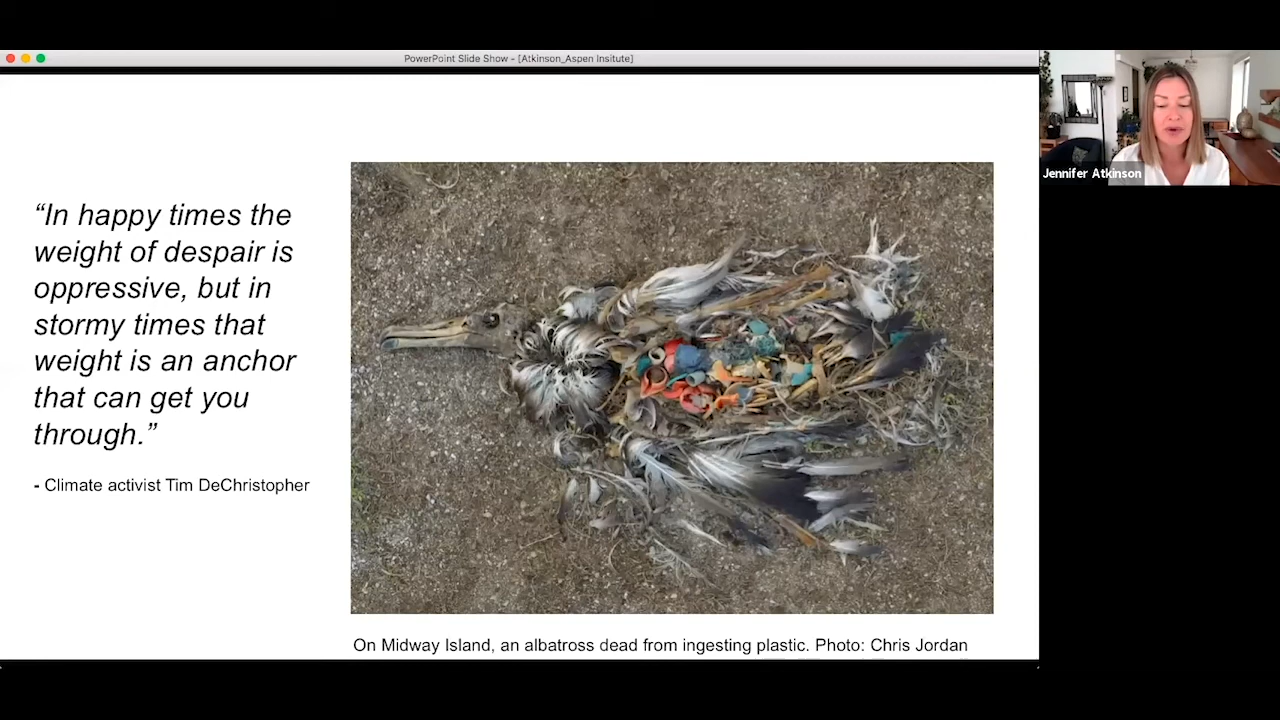 PowerPoint Slide Show - [Atkinson_Aspen Insitute]
“In happy times the
weight of despair is
oppressive, but in
stormy times that
weight is an anchor
that can get you
through.”
- Climate activist Tim DeChristopher
On Midway Island, an albatross dead from ingesting plastic. Photo: Chris Jordan
Jennifer Atkinson